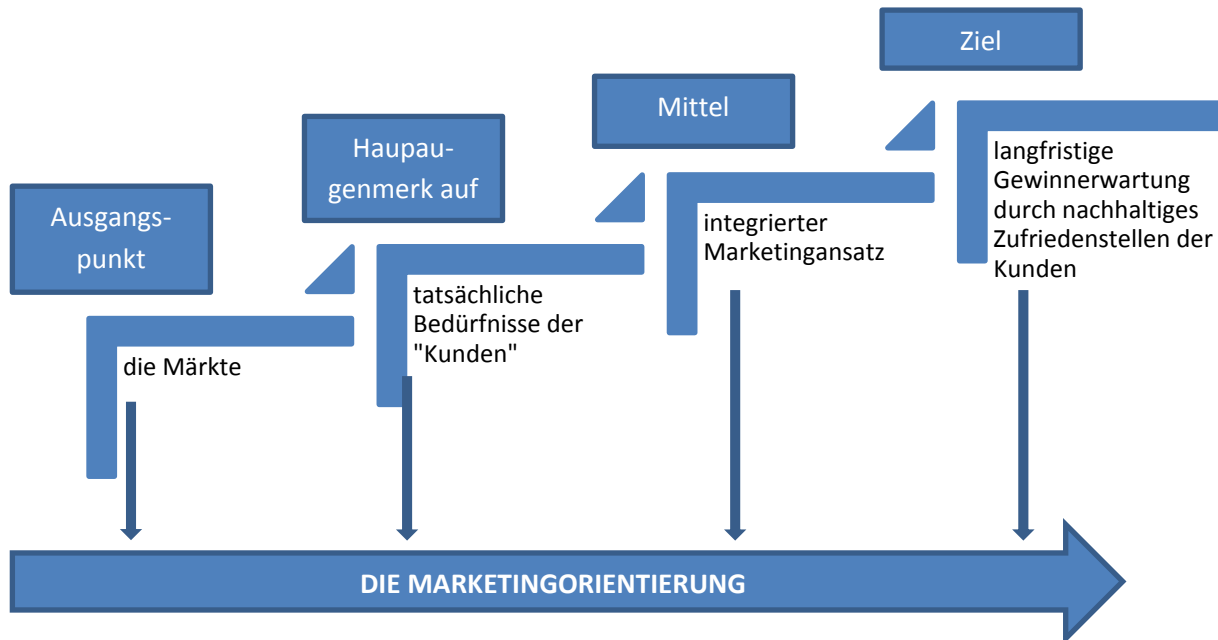 Ausgangs-
punkt
die Märkte
Haupau-
genmerk auf
tatsächliche
Bedürfnisse der
"Kunden"
Mittel
integrierter
Marketingansatz
Ziel
langfristige
Gewinnerwartung
durch nachhaltiges
Zufriedenstellen der
Kunden
DIE MARKETINGORIENTIERUNG